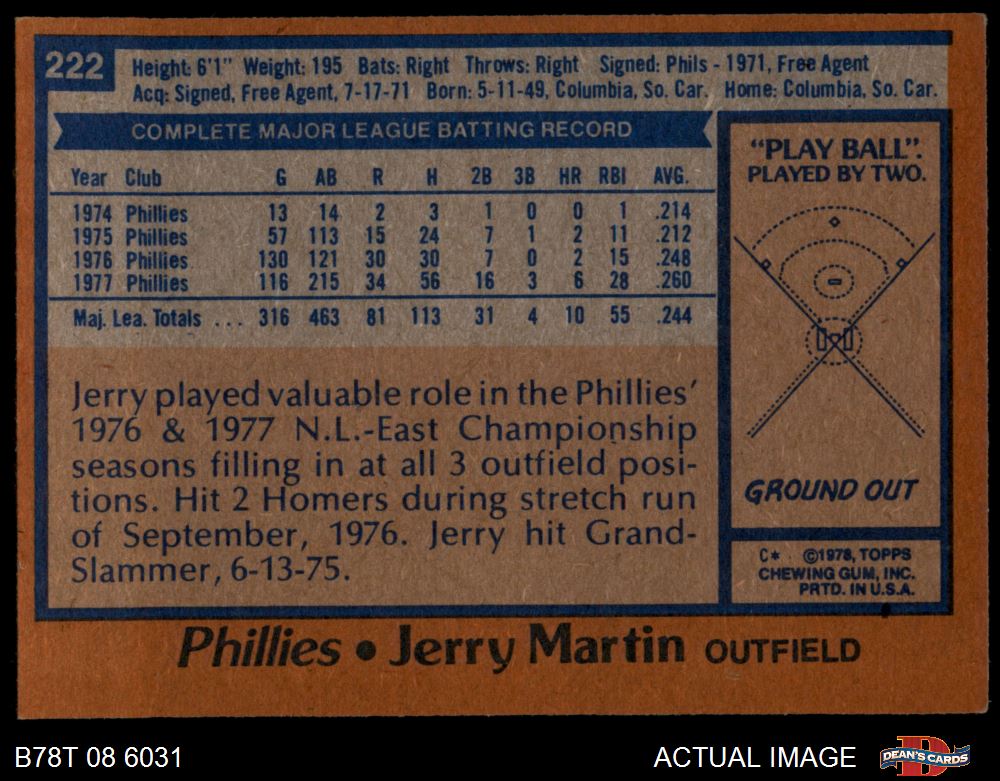 222
Height: 6'1" Weight: 195 Bats: Right Throws: Right Signed: Phils - 1971, Free Agent
Acq: Signed, Free Agent, 7-17-71 Born: 5-11-49, Columbia, So. Car. Home: Columbia, So. Car.
COMPLETE MAJOR LEAGUE BATTING RECORD
Year Club G AB R H 2B 3B HR RBI AVG.
1974 Phillies 13 14 2 3 1 0 0 1 .214
1975 Phillies 57 113 15 24 7 1 2 11 .212
1976 Phillies 130 121 30 30 7 0 2 15 .248
1977 Phillies 116 215 34 56 16 3 6 28 .260
Maj. Lea. Totals ... 316 463 81 113 31 4 10 55 .244
Jerry played valuable role in the Phillies'
1976 & 1977 N.L.-East Championship
seasons filling in at all 3 outfield posi-
tions. Hit 2 Homers during stretch run
of September, 1976. Jerry hit Grand-
Slammer, 6-13-75.
"PLAY BALL".
PLAYED BY TWO.
GROUND OUT
C* ©1978, TOPPS
CHEWING GUM, INC.
PRTD. IN U.S.A.
Phillies • Jerry Martin OUTFIELD
B78T 08 6031
ACTUAL IMAGE
DEAN'S CARDS